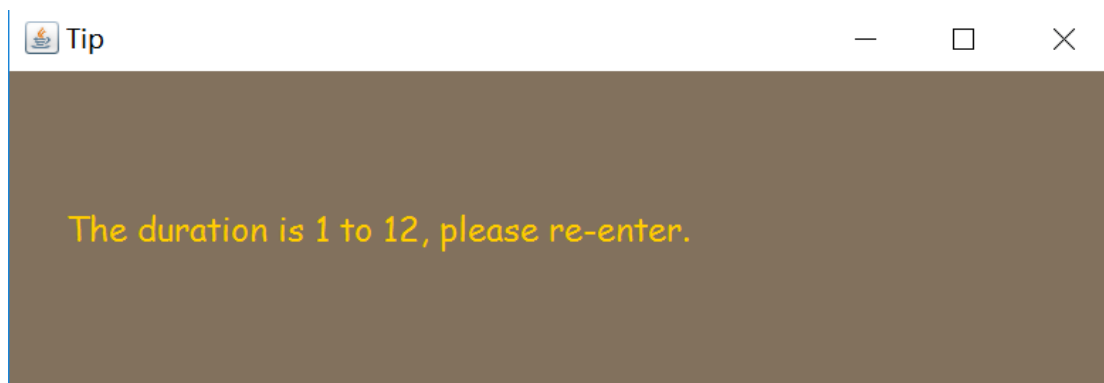 Tip
The duration is 1 to 12, please re-enter.